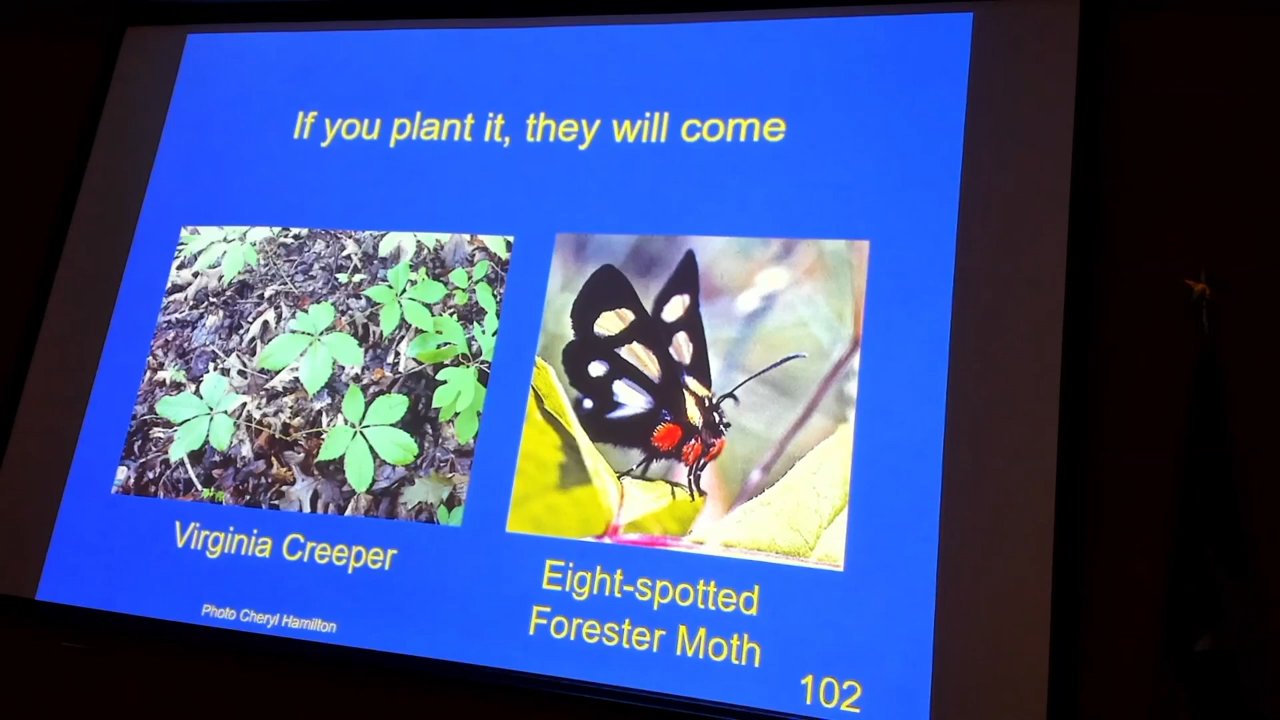 If you plant it, they will come
Virginia Creeper
Eight-spotted
Forester Moth
Photo Cheryl Hamilton
102